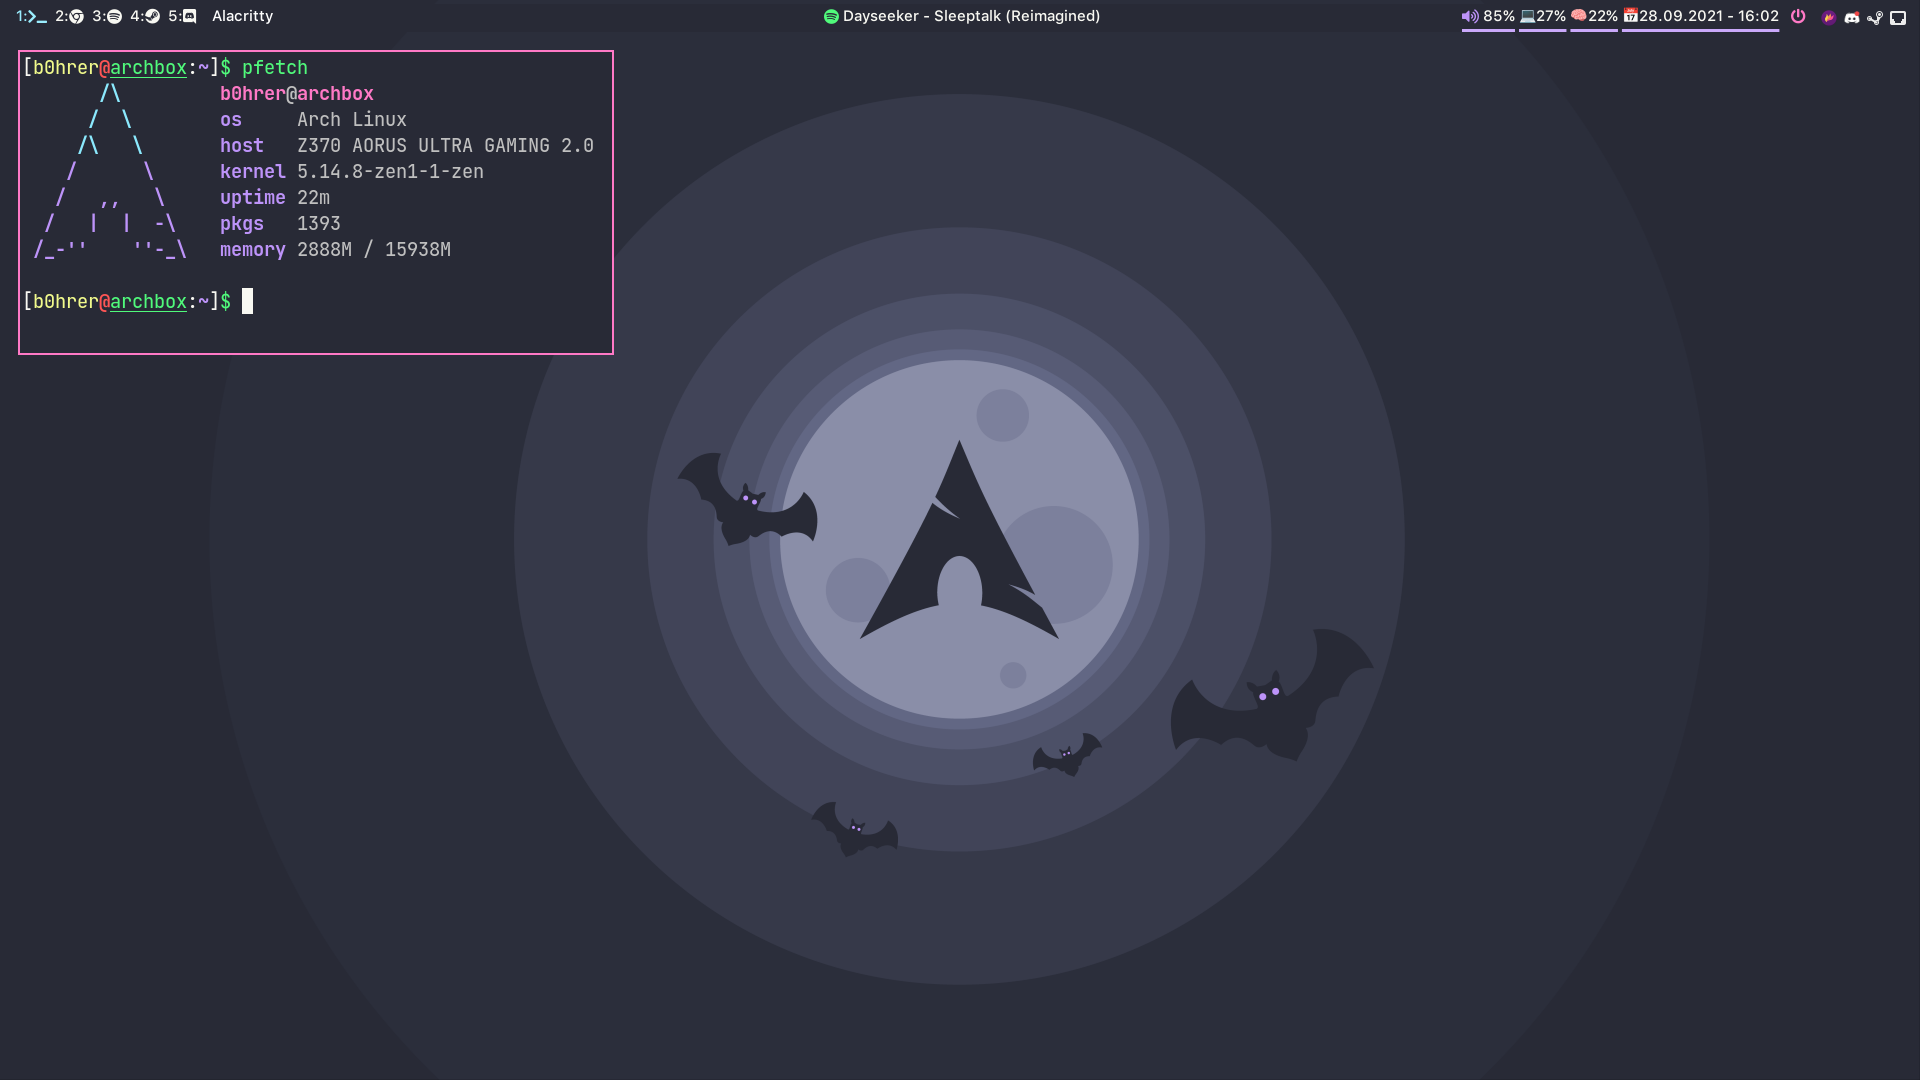 1: 2: 3: 4: 5: Alacritty
Dayseeker - Sleeptalk (Reimagined)
85% 27% 22% 28.09.2021 - 16:02
[b0hrer@archbox:~]$ pfetch
b0hrer@archbox
os Arch Linux
host Z370 AORUS ULTRA GAMING 2.0
kernel 5.14.8-zen1-1-zen
uptime 22m
pkgs 1393
memory 2888M / 15938M
[b0hrer@archbox:~]$